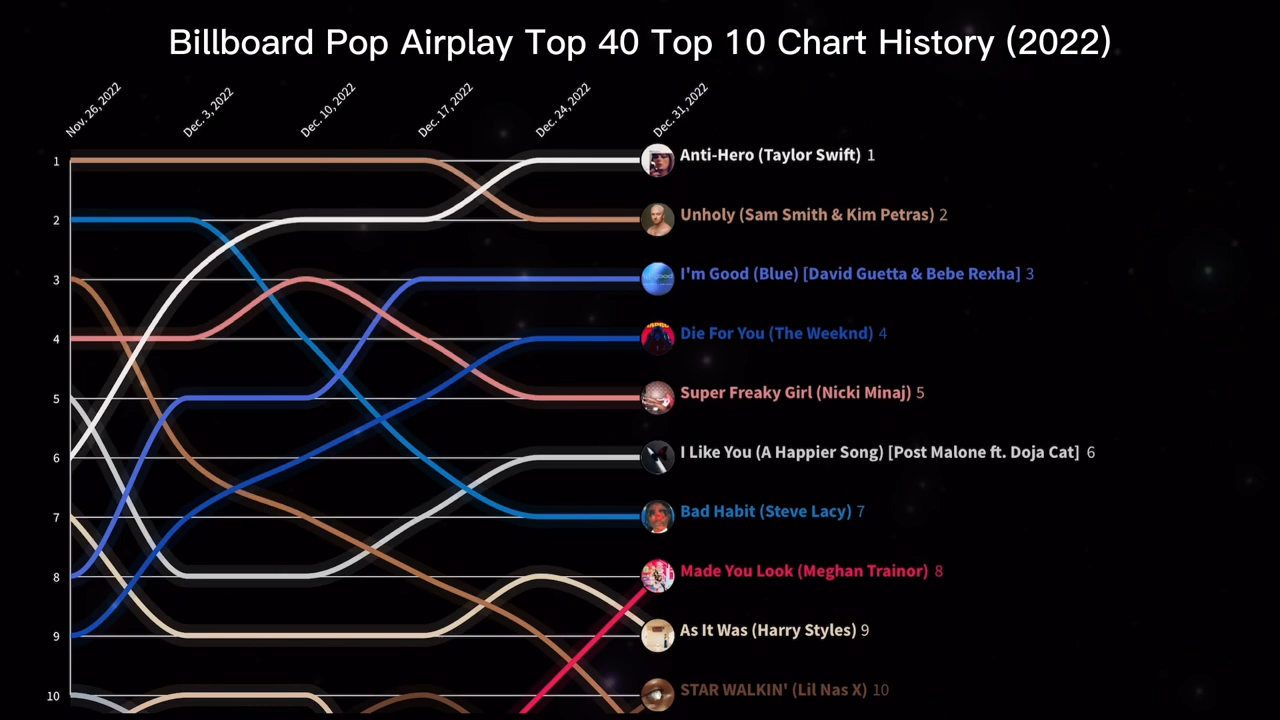 Billboard Pop Airplay Top 40 Top 10 Chart History (2022)
Nov. 26, 2022
Dec. 3, 2022
Dec. 10, 2022
Dec. 17, 2022
Dec. 24, 2022
Dec. 31, 2022
1
Anti-Hero (Taylor Swift) 1
2
Unholy (Sam Smith & Kim Petras) 2
3
I'm Good (Blue) [David Guetta & Bebe Rexha] 3
4
Die For You (The Weeknd) 4
5
Super Freaky Girl (Nicki Minaj) 5
6
I Like You (A Happier Song) [Post Malone ft. Doja Cat] 6
7
Bad Habit (Steve Lacy) 7
8
Made You Look (Meghan Trainor) 8
9
As It Was (Harry Styles) 9
10
STAR WALKIN' (Lil Nas X) 10